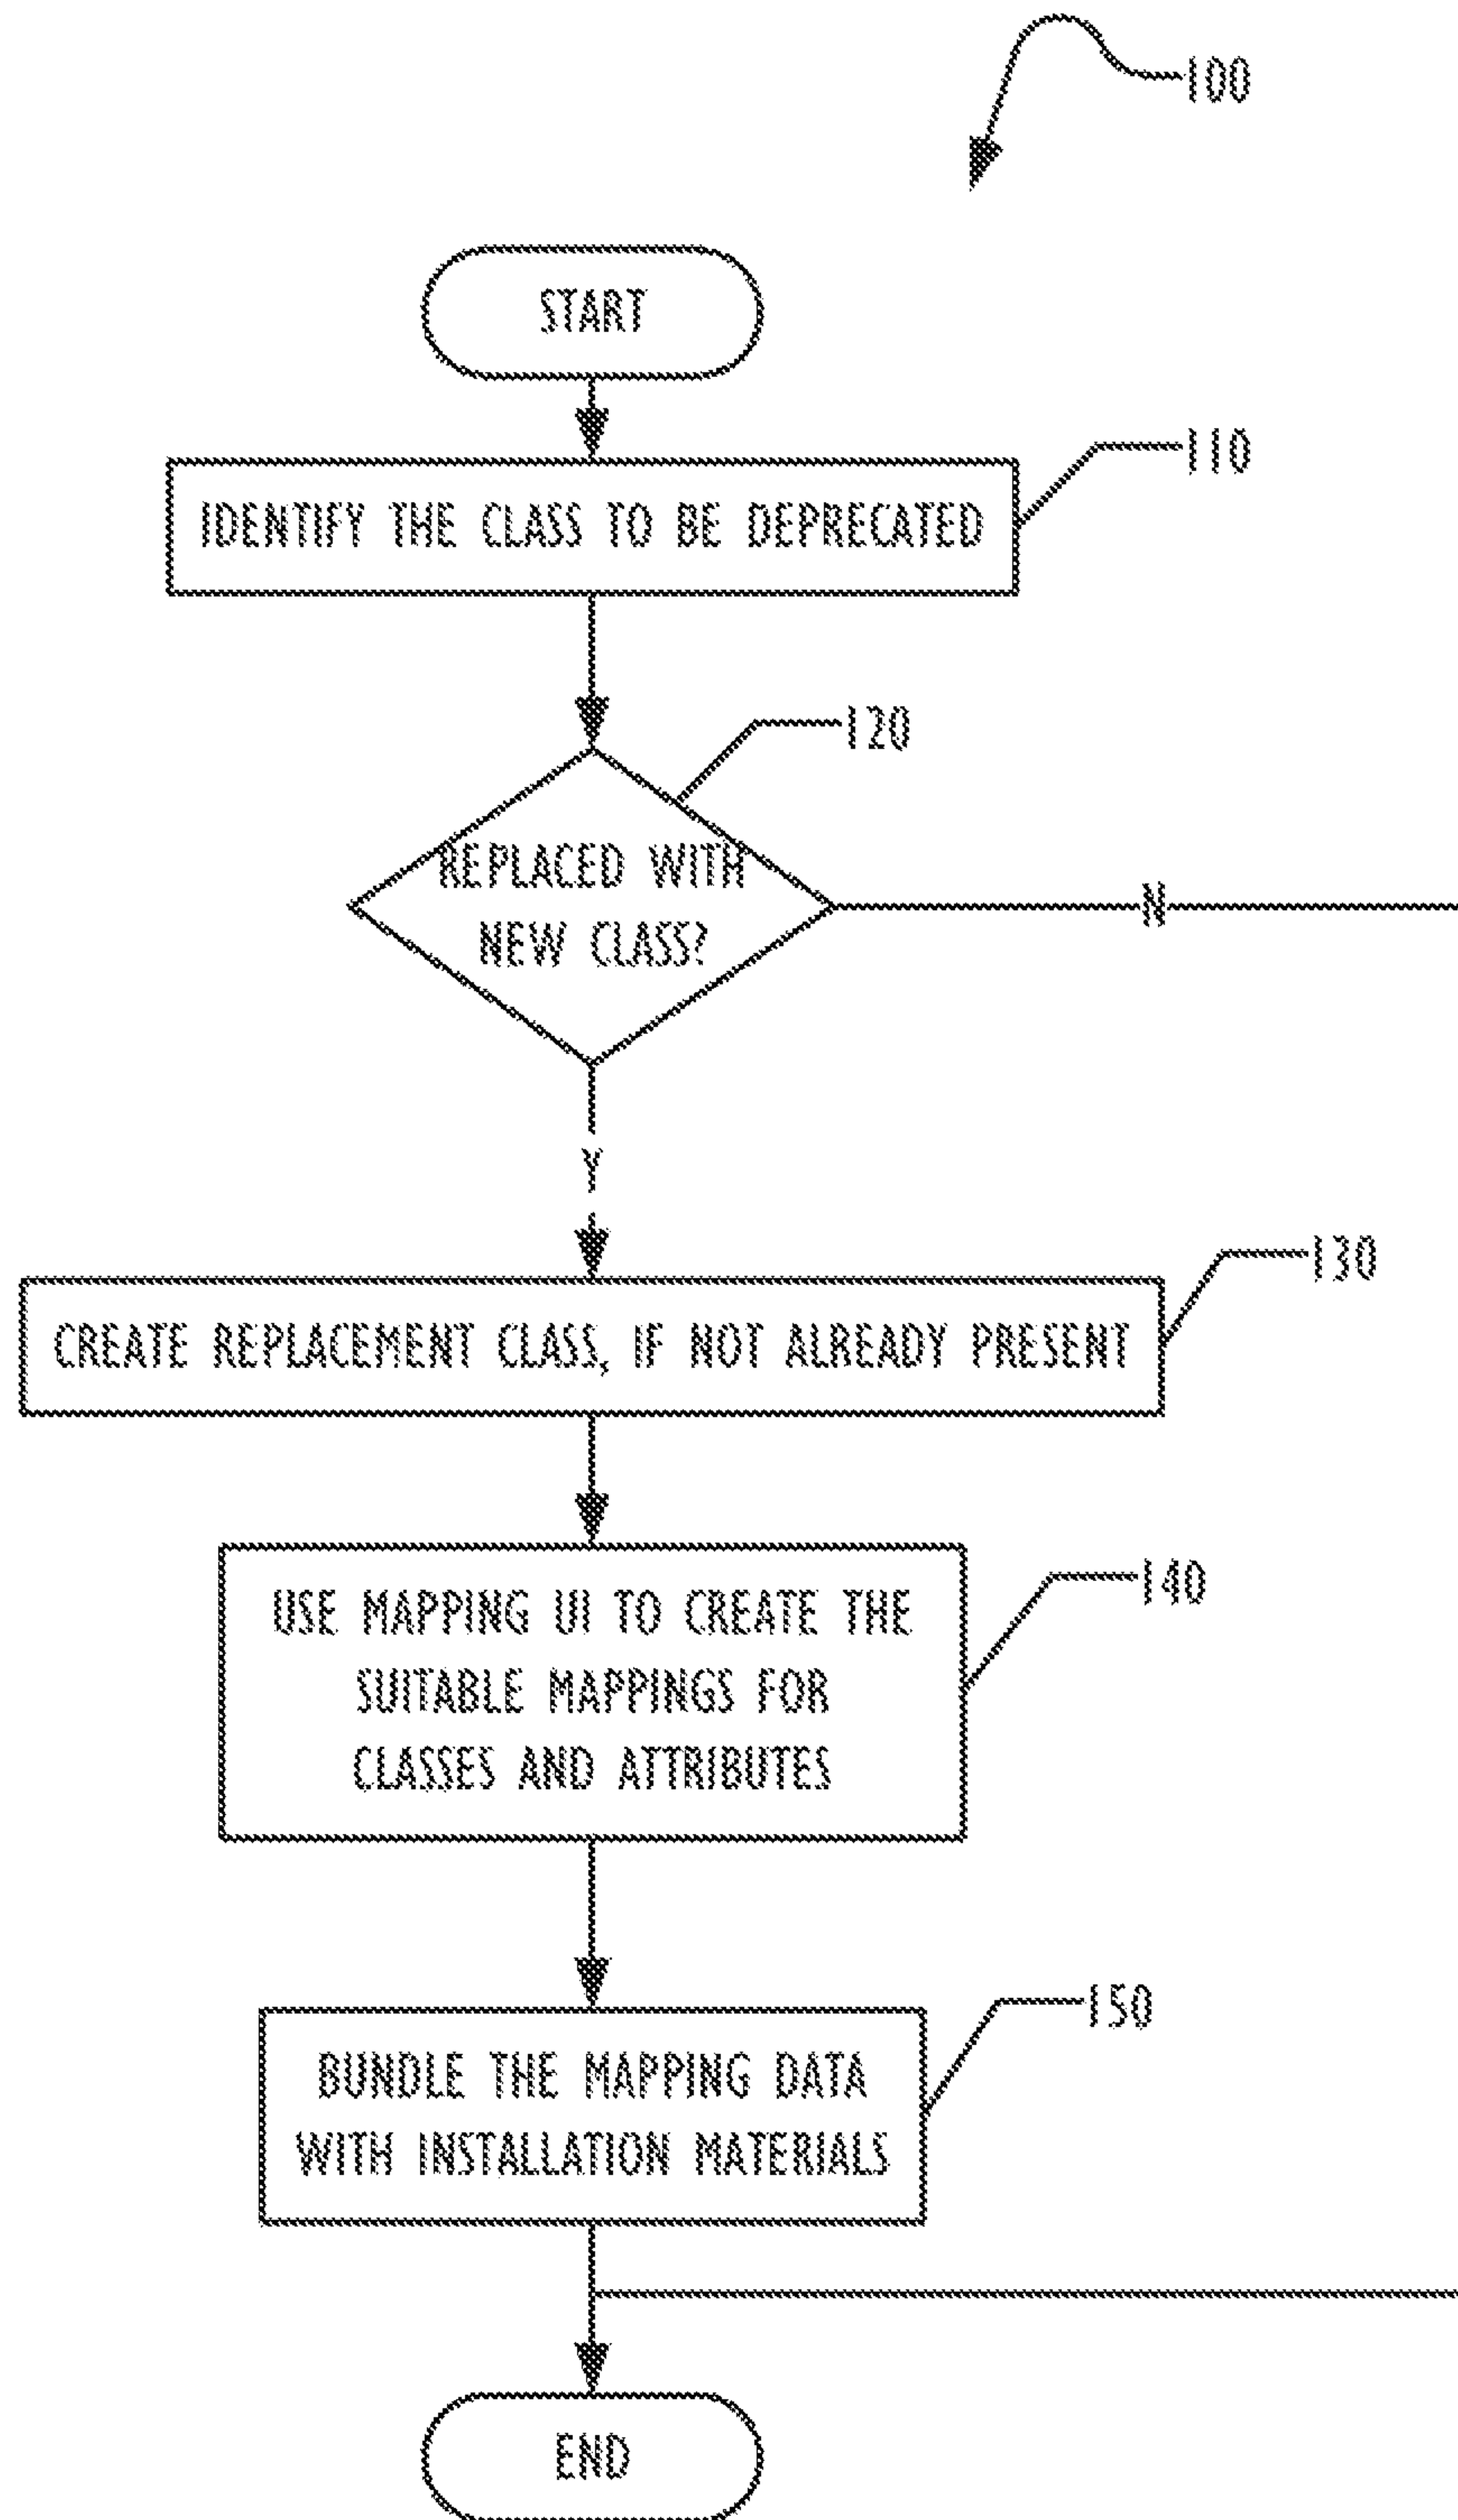 100
START
110
IDENTIFY THE CLASS TO BE DEPRECATED
120
REPLACED WITH
NEW CLASS?
N
Y
130
CREATE REPLACEMENT CLASS, IF NOT ALREADY PRESENT
140
USE MAPPING UI TO CREATE THE
SUITABLE MAPPINGS FOR
CLASSES AND ATTRIBUTES
150
BUNDLE THE MAPPING DATA
WITH INSTALLATION MATERIALS
END